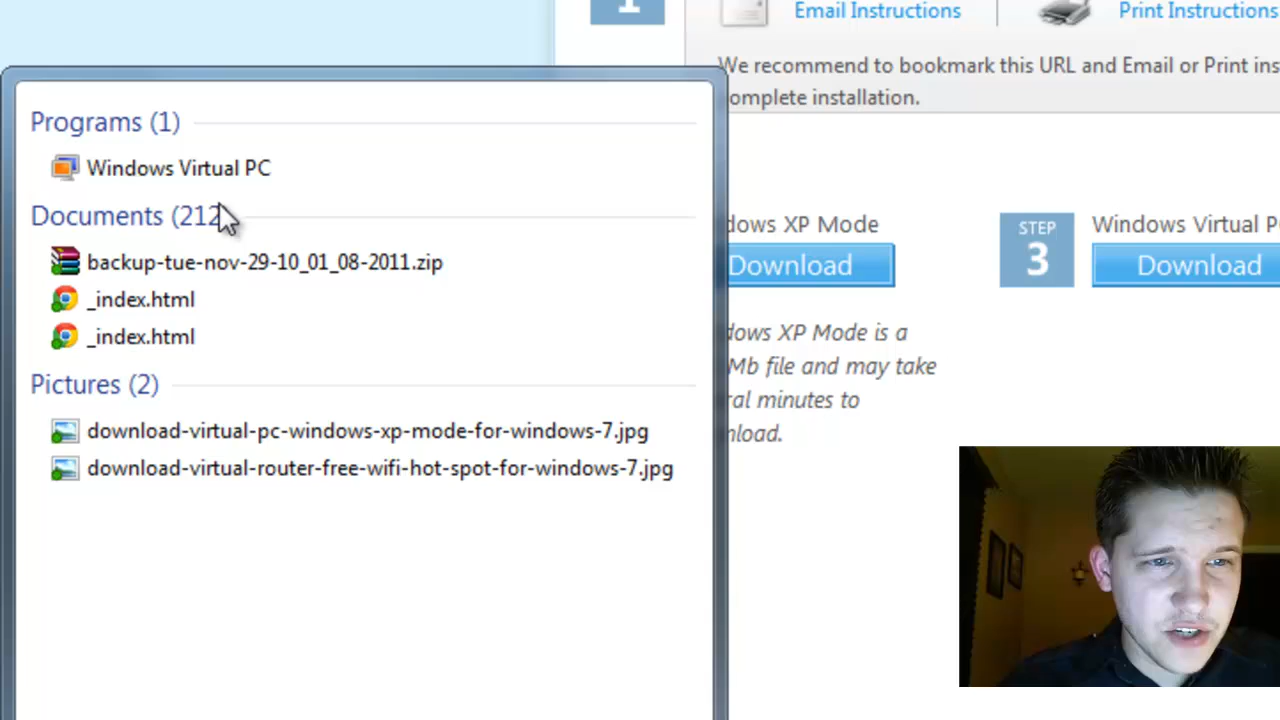 1
Email Instructions
Print Instructions
We recommend to bookmark this URL and Email or Print
omplete installation.
Programs (1)
Windows Virtual PC
Documents (212
backup-tue-nov-29-10_01_08-2011.zip
_index.html
_index.html
Pictures (2)
download-virtual-pc-windows-xp-mode-for-windows-7.jpg
download-virtual-router-free-wifi-hot-spot-for-windows-7.jpg
dows XP Mode
Download
dows XP Mode is a
Mb file and may take
ral minutes to
nload.
STEP
3
Windows Virtual
Download